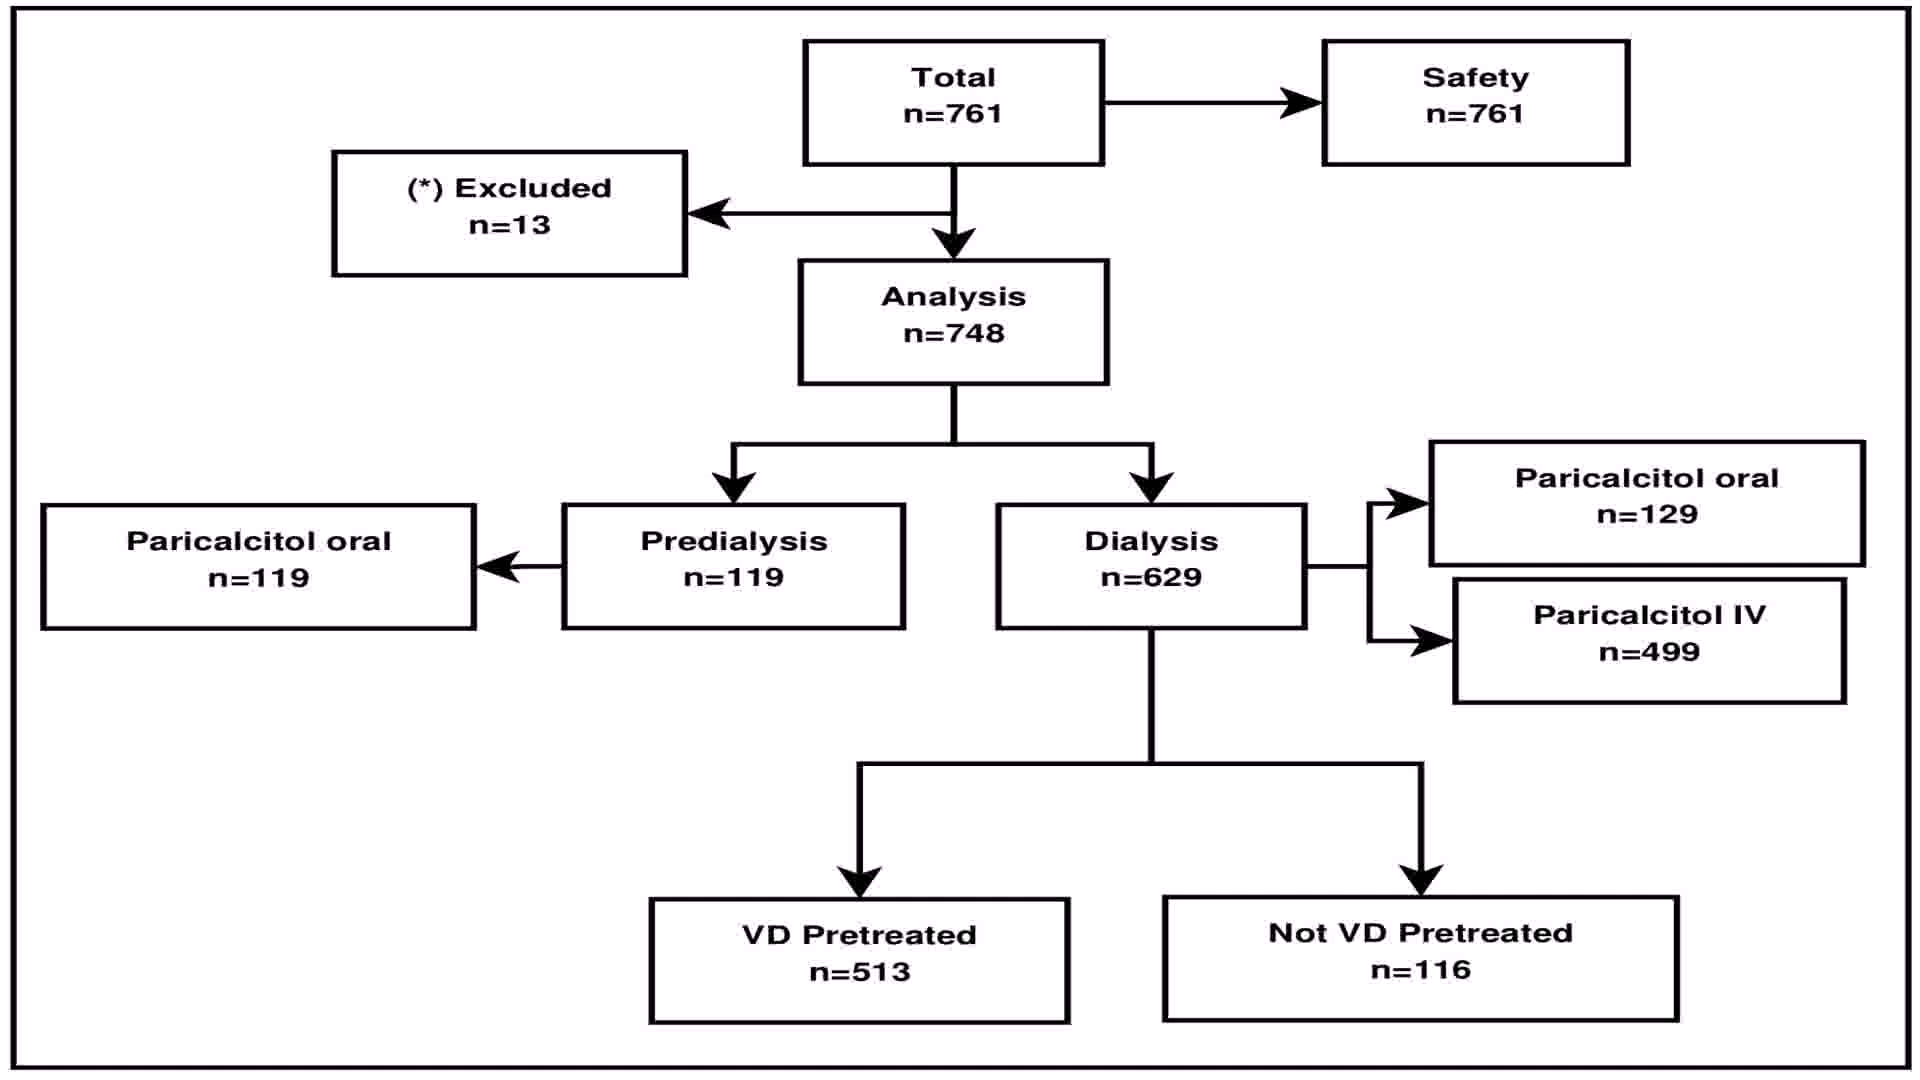 Total
n=761
Safety
n=761
(*) Excluded
n=13
Analysis
n=748
Paricalcitol oral
n=119
Predialysis
n=119
Dialysis
n=629
Paricalcitol oral
n=129
Paricalcitol IV
n=499
VD Pretreated
n=513
Not VD Pretreated
n=116